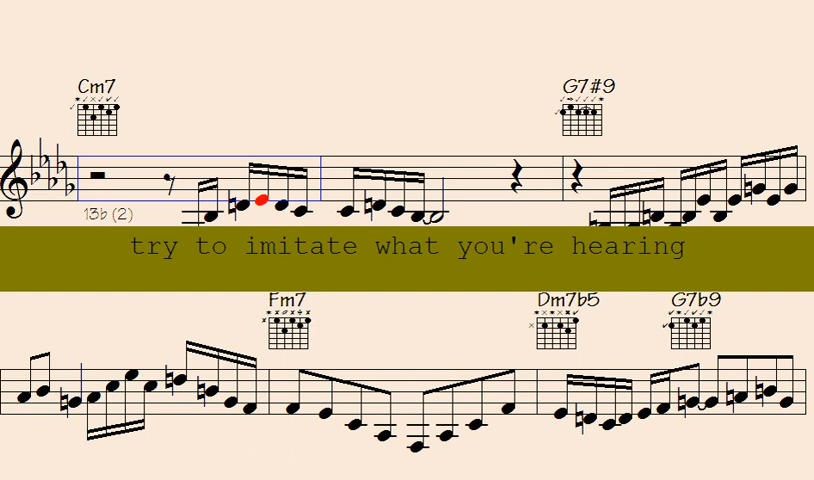 Cm7 G7#9
13b (2)
try to imitate what you're hearing
Fm7 Dm7b5 G7b9